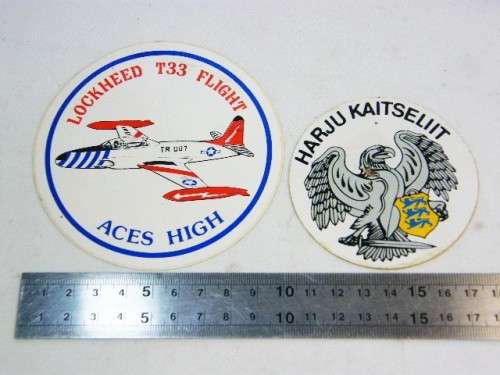 LOCKHEED T33 FLIGHT
TR 087
ACES HIGH
HARJU KAITSELIIT
1 2 3 4 5 6 7 8 9 10 11 12 13 14 15 16 17
1 2 3 4 5 6 7 8 9 10 11 12 13 14 15 16 17